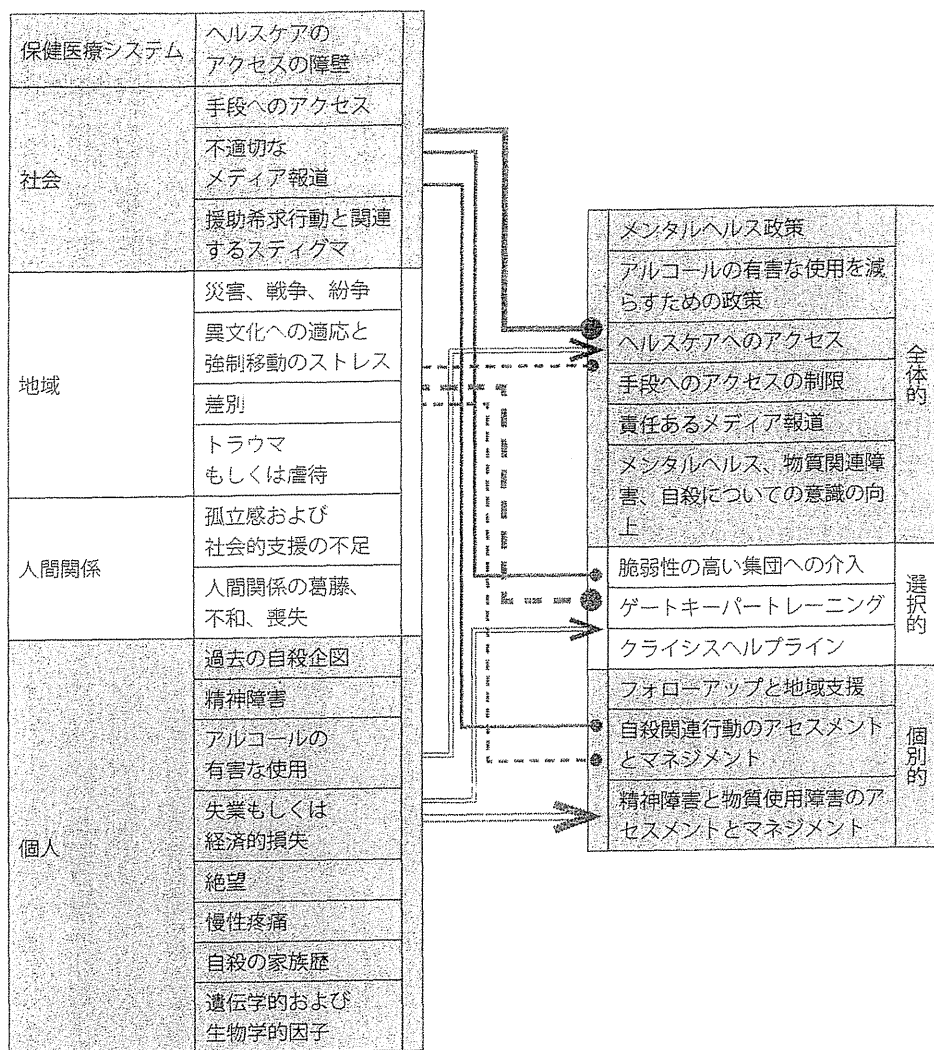 保健医療システム
ヘルスケアの
アクセスの障壁
社会
手段へのアクセス
不適切な
メディア報道
援助希求行動と関連
するスティグマ
地域
災害、戦争、紛争
異文化への適応と
強制移動のストレス
差別
トラウマ
もしくは虐待
人間関係
孤立感および
社会的支援の不足
人間関係の葛藤、
不和、喪失
個人
過去の自殺企図
精神障害
アルコールの
有害な使用
失業もしくは
経済的損失
絶望
慢性疼痛
自殺の家族歴
遺伝学的および
生物学的因子
メンタルヘルス政策
アルコールの有害な使用を減
らすための政策
ヘルスケアへのアクセス
手段へのアクセスの制限
責任あるメディア報道
メンタルヘルス、物質関連障
害、自殺についての意識の向
上
全体的
脆弱性の高い集団への介入
ゲートキーパートレーニング
クライシスヘルプライン
選択的
フォローアップと地域支援
自殺関連行動のアセスメント
とマネジメント
精神障害と物質使用障害のア
セスメントとマネジメント
個別的